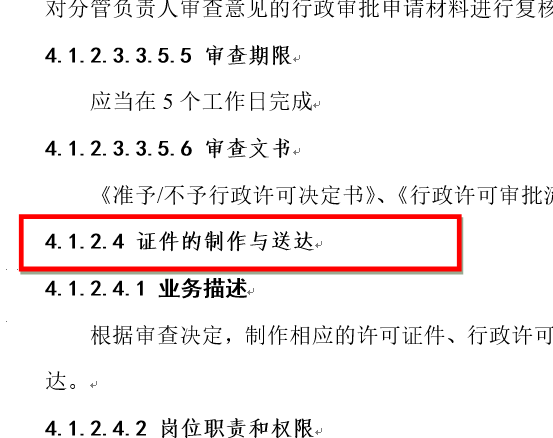 对分管负责人审查意见的行政审批申请材料进行复核
4.1.2.3.3.5.5 审查期限
应当在 5 个工作日完成
4.1.2.3.3.5.6 审查文书
《准予/不予行政许可决定书》、《行政许可审批流
4.1.2.4 证件的制作与送达
4.1.2.4.1 业务描述
根据审查决定，制作相应的许可证件、行政许可
达。
4.1.2.4.2 岗位职责和权限